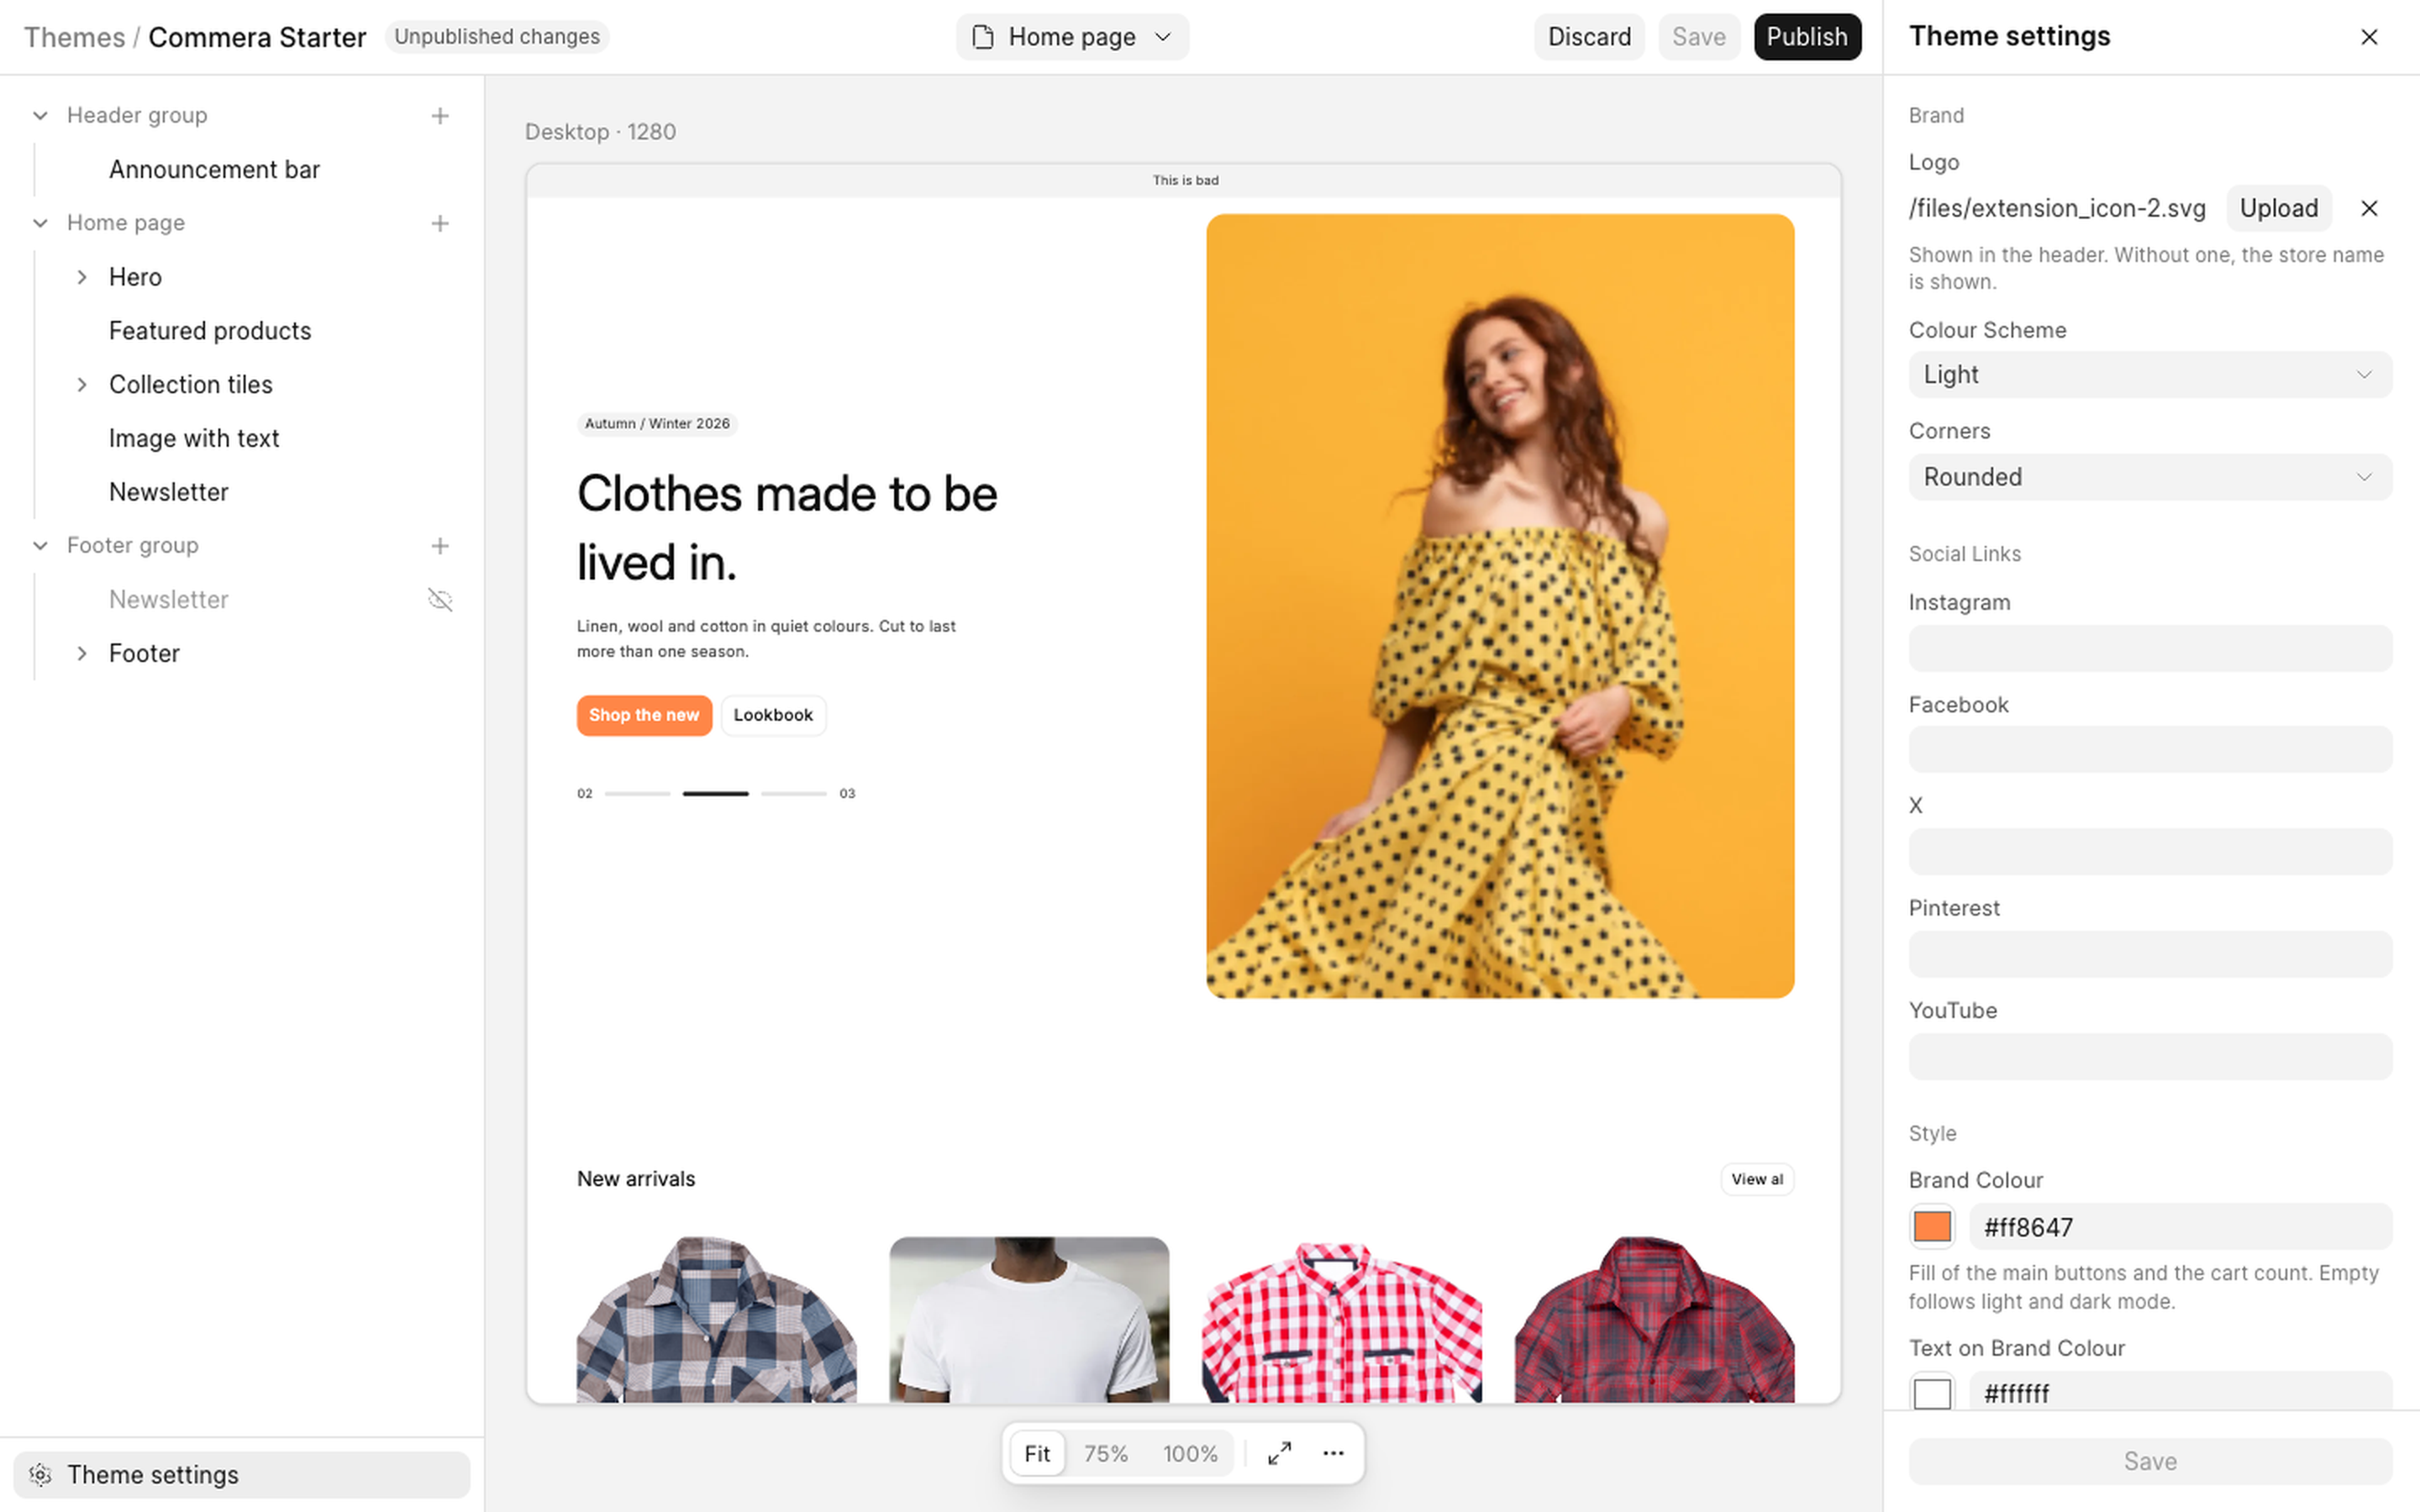 Themes / Commera Starter
Unpublished changes
Home page
Discard
Save
Publish
Theme settings
Header group
Announcement bar
Home page
Hero
Featured products
Collection tiles
Image with text
Newsletter
Footer group
Newsletter
Footer
Theme settings
Desktop · 1280
This is bad
Autumn / Winter 2026
Clothes made to be
lived in.
Linen, wool and cotton in quiet colours. Cut to last
more than one season.
Shop the new
Lookbook
02
03
New arrivals
View al
Fit
75%
100%
Brand
Logo
/files/extension_icon-2.svg
Upload
Shown in the header. Without one, the store name
is shown.
Colour Scheme
Light
Corners
Rounded
Social Links
Instagram
Facebook
X
Pinterest
YouTube
Style
Brand Colour
#ff8647
Fill of the main buttons and the cart count. Empty
follows light and dark mode.
Text on Brand Colour
#ffffff
Save